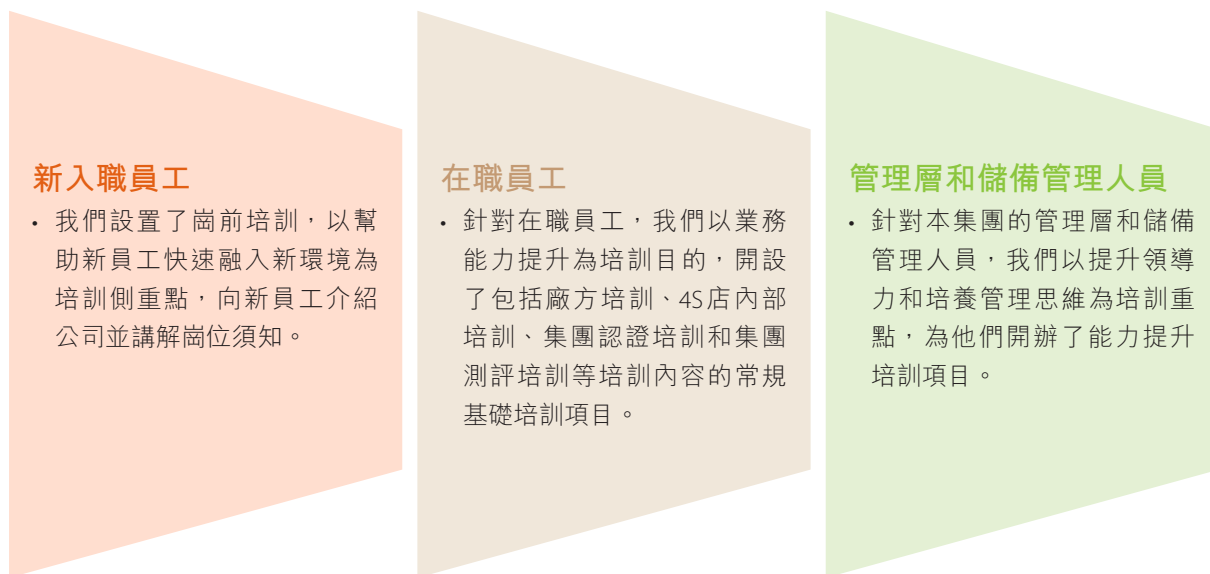 新入職員工
• 我們設置了崗前培訓，以幫
助新員工快速融入新環境為
培訓側重點，向新員工介紹
公司並講解崗位須知。
在職員工
• 針對在職員工，我們以業務
能力提升為培訓目的，開設
了包括廠方培訓、4S店內部
培訓、集團認證培訓和集團
測評培訓等培訓內容的常規
基礎培訓項目。
管理層和儲備管理人員
• 針對本集團的管理層和儲備
管理人員，我們以提升領導
力和培養管理思維為培訓重
點，為他們開辦了能力提升
培訓項目。